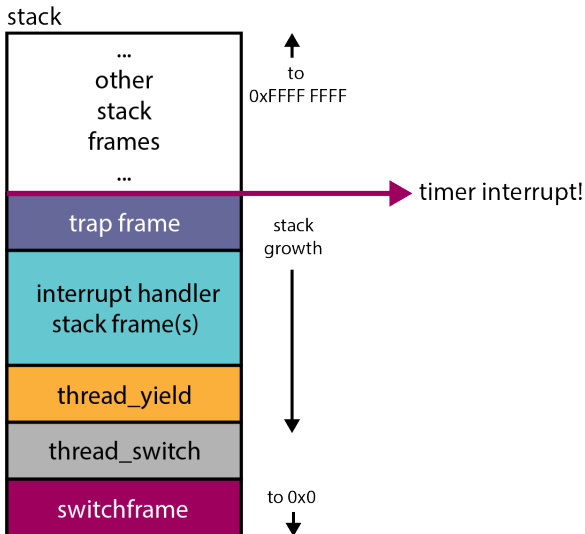 stack
...
other
stack
frames
...
to
0xFFFF FFFF
timer interrupt!
trap frame
stack
growth
interrupt handler
stack frame(s)
thread_yield
thread_switch
to 0x0
switchframe